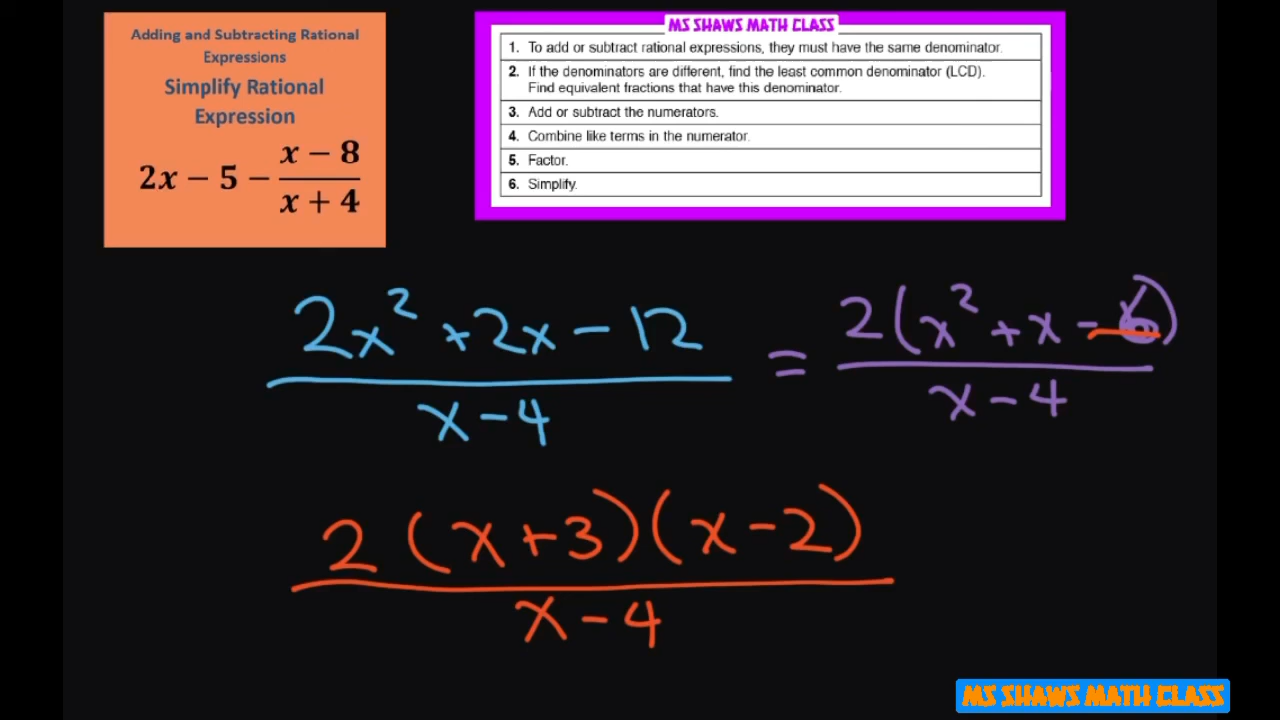 Adding and Subtracting Rational
Expressions
Simplify Rational
Expression
2x − 5 − (x − 8)/(x + 4)
MS SHAWS MATH CLASS
1. To add or subtract rational expressions, they must have the same denominator.
2. If the denominators are different, find the least common denominator (LCD).
Find equivalent fractions that have this denominator.
3. Add or subtract the numerators.
4. Combine like terms in the numerator.
5. Factor.
6. Simplify.
2x² + 2x − 12
x − 4
=
2(x² + x − 6)
x − 4
2(x+3)(x−2)
x − 4
MS SHAWS MATH CLASS